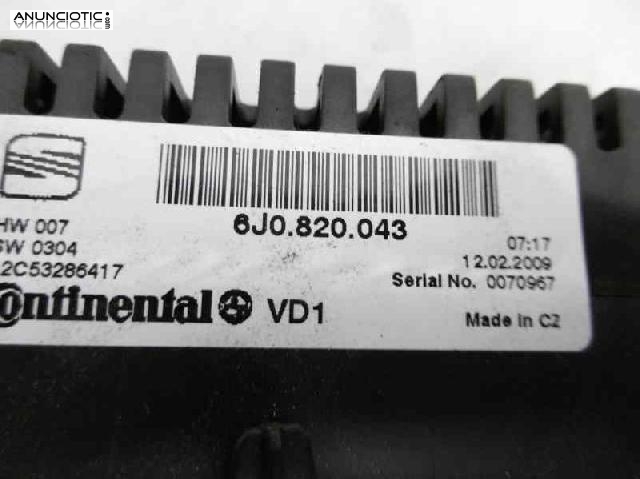 ANUNCIOTIC
.com
HW 007
SW 0304
2C53286417
6J0.820.043
07:17
12.02.2009
Serial No. 0070967
Continental VD1
Made in CZ